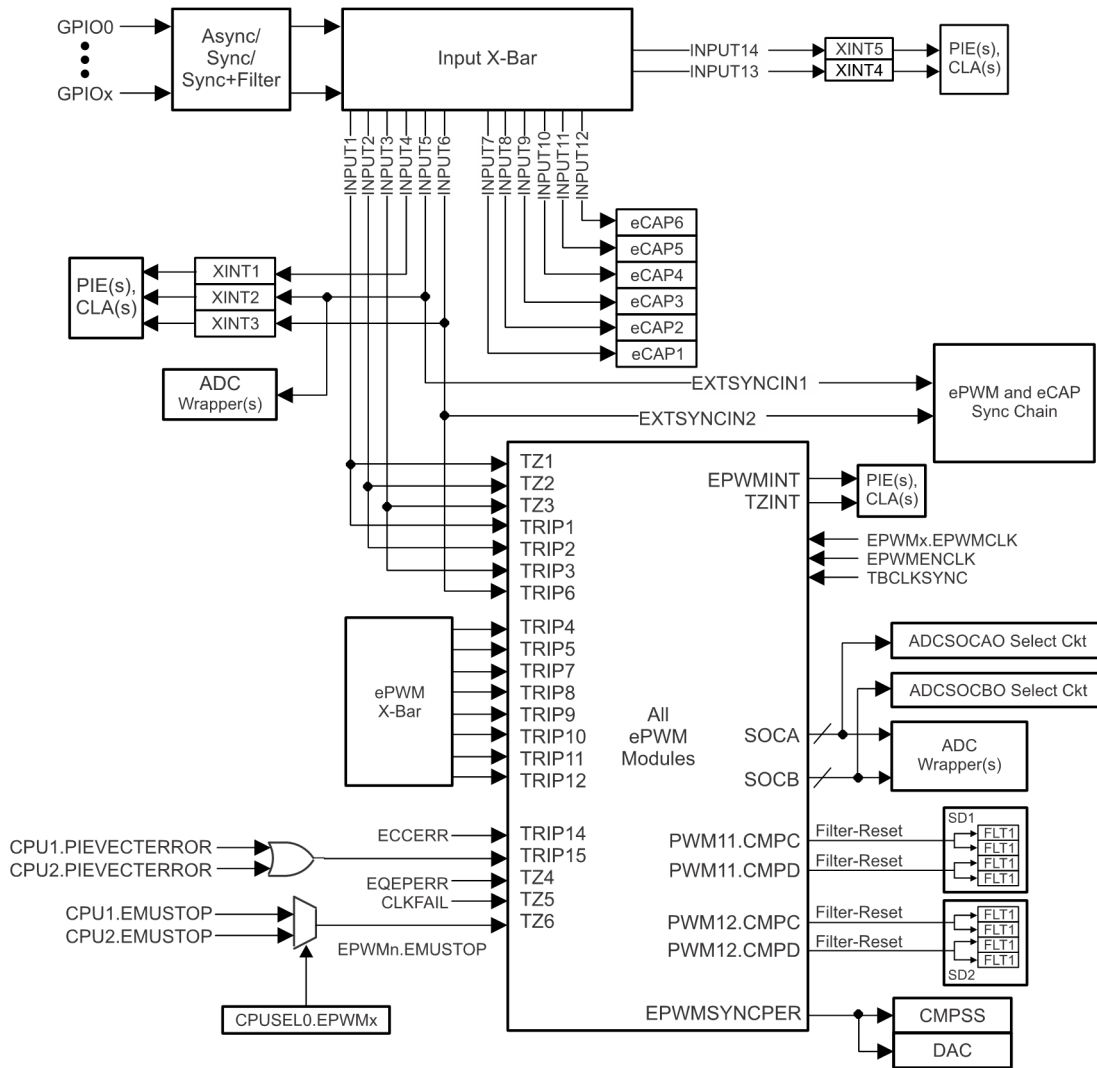 GPIO0
GPIOx
Async/
Sync/
Sync+Filter
Input X-Bar
INPUT14
INPUT13
XINT5
XINT4
PIE(s),
CLA(s)
INPUT1
INPUT2
INPUT3
INPUT4
INPUT5
INPUT6
INPUT7
INPUT8
INPUT9
INPUT10
INPUT11
INPUT12
eCAP6
eCAP5
eCAP4
eCAP3
eCAP2
eCAP1
PIE(s),
CLA(s)
XINT1
XINT2
XINT3
ADC
Wrapper(s)
EXTSYNCIN1
EXTSYNCIN2
ePWM and eCAP
Sync Chain
TZ1
TZ2
TZ3
TRIP1
TRIP2
TRIP3
TRIP6
EPWMINT
TZINT
PIE(s),
CLA(s)
EPWMx.EPWMCLK
EPWMENCLK
TBCLKSYNC
ePWM
X-Bar
TRIP4
TRIP5
TRIP7
TRIP8
TRIP9
TRIP10
TRIP11
TRIP12
All
ePWM
Modules
ADCSOCAO Select Ckt
ADCSOCBO Select Ckt
SOCA
SOCB
ADC
Wrapper(s)
CPU1.PIEVECTERROR
CPU2.PIEVECTERROR
ECCERR
TRIP14
TRIP15
EQEPERR
TZ4
CLKFAIL
TZ5
TZ6
CPU1.EMUSTOP
CPU2.EMUSTOP
EPWMn.EMUSTOP
CPUSEL0.EPWMx
PWM11.CMPC
Filter-Reset
PWM11.CMPD
Filter-Reset
SD1
FLT1
FLT1
FLT1
FLT1
PWM12.CMPC
Filter-Reset
PWM12.CMPD
Filter-Reset
FLT1
FLT1
FLT1
FLT1
SD2
EPWMSYNCPER
CMPSS
DAC